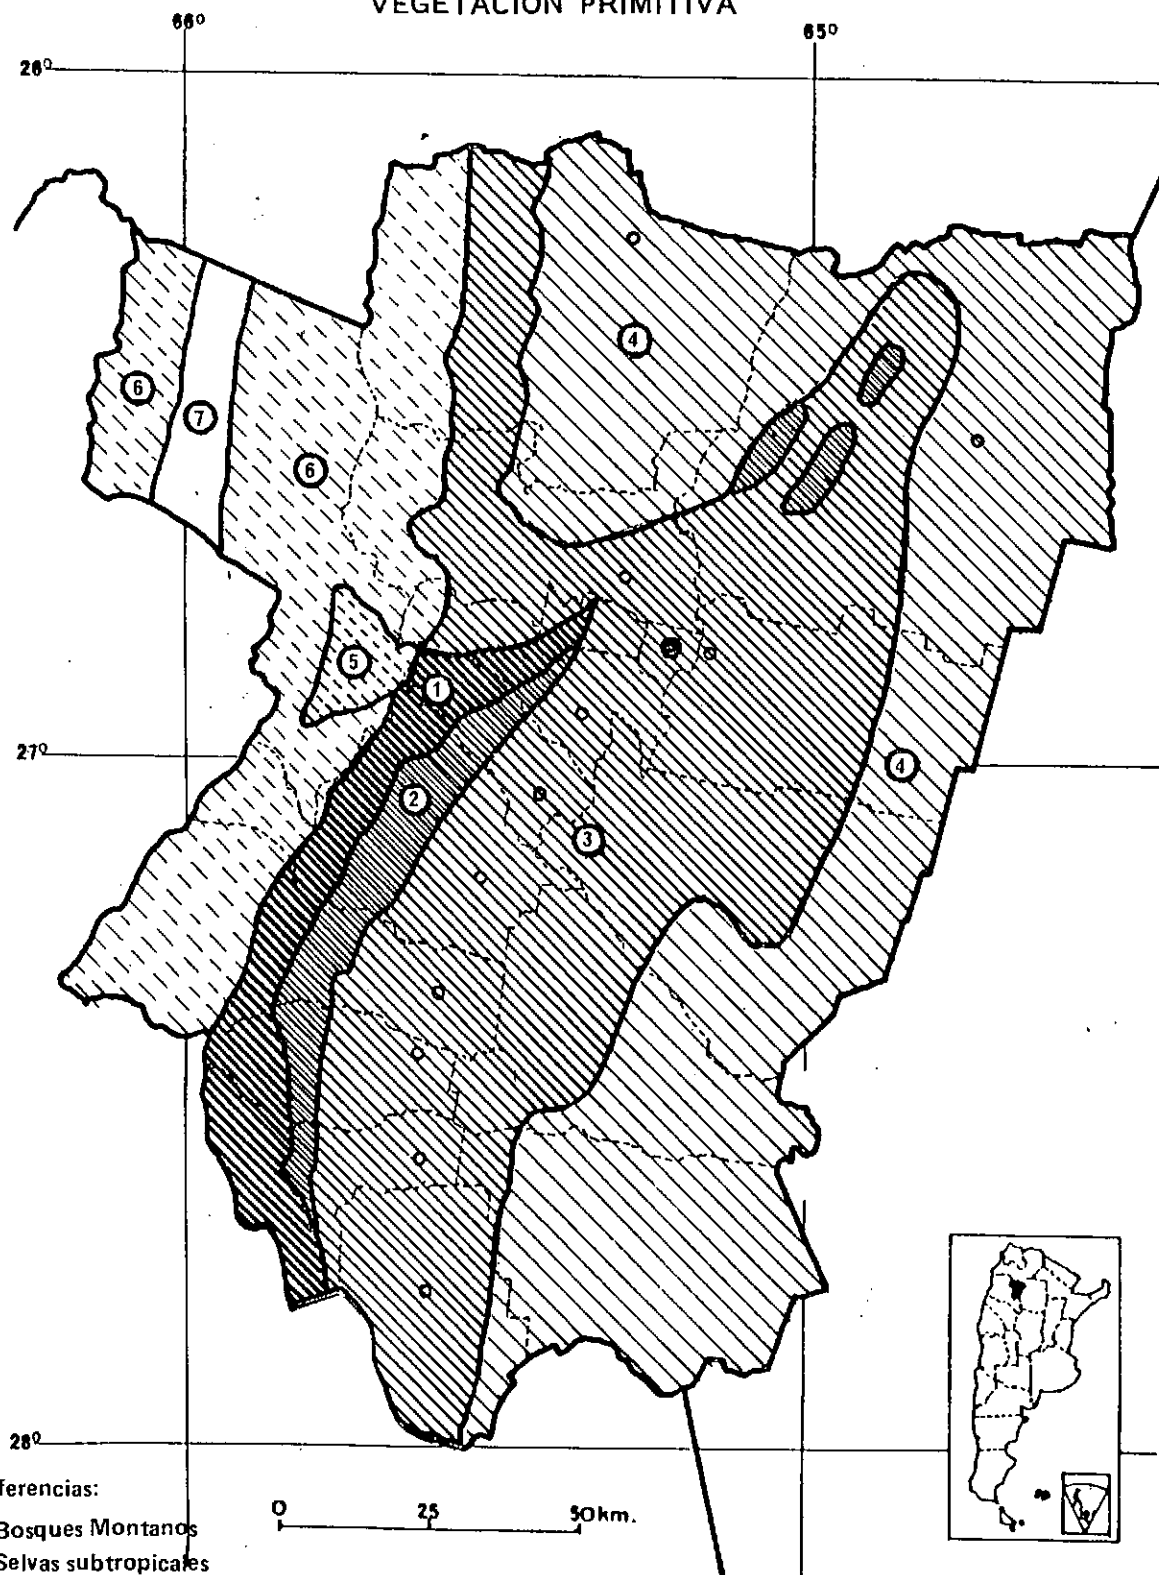 VEGETACION PRIMITIVA
66º
65º
26º
4
6
7
6
5
1
27º
4
2
3
28º
ferencias:
0 25 50km.
Bosques Montanos
Selvas subtropicales